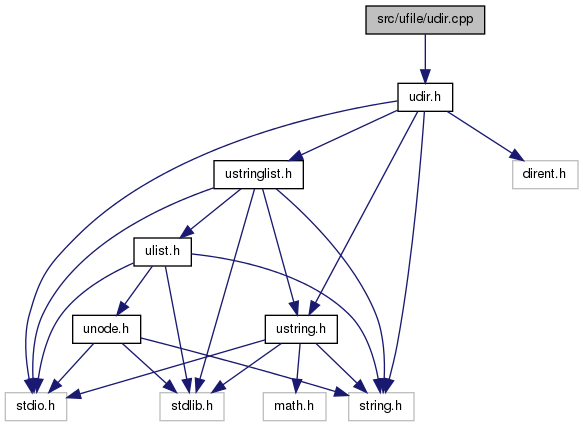 src/ufile/udir.cpp
udir.h
ustringlist.h
dirent.h
ulist.h
unode.h
ustring.h
stdio.h
stdlib.h
math.h
string.h